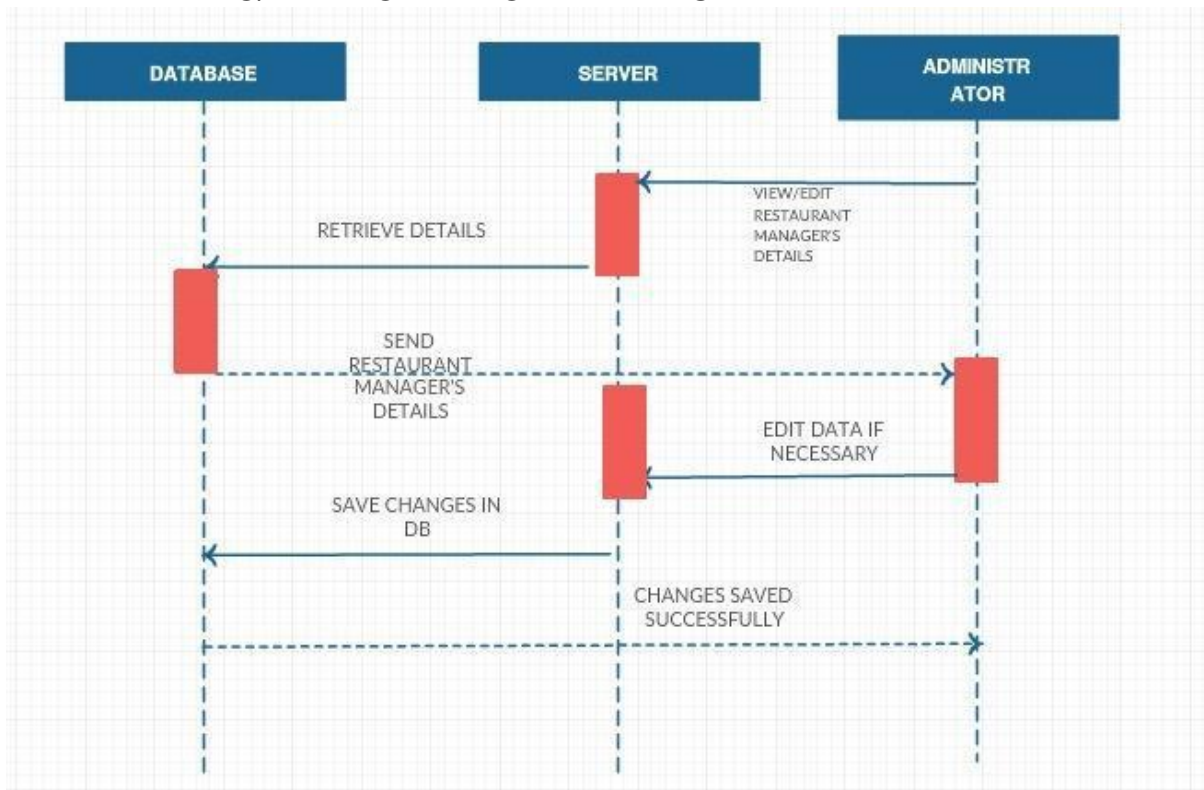 DATABASE
SERVER
ADMINISTR
ATOR
VIEW/EDIT
RESTAURANT
MANAGER'S
DETAILS
RETRIEVE DETAILS
SEND
RESTAURANT
MANAGER'S
DETAILS
EDIT DATA IF
NECESSARY
SAVE CHANGES IN
DB
CHANGES SAVED
SUCCESSFULLY